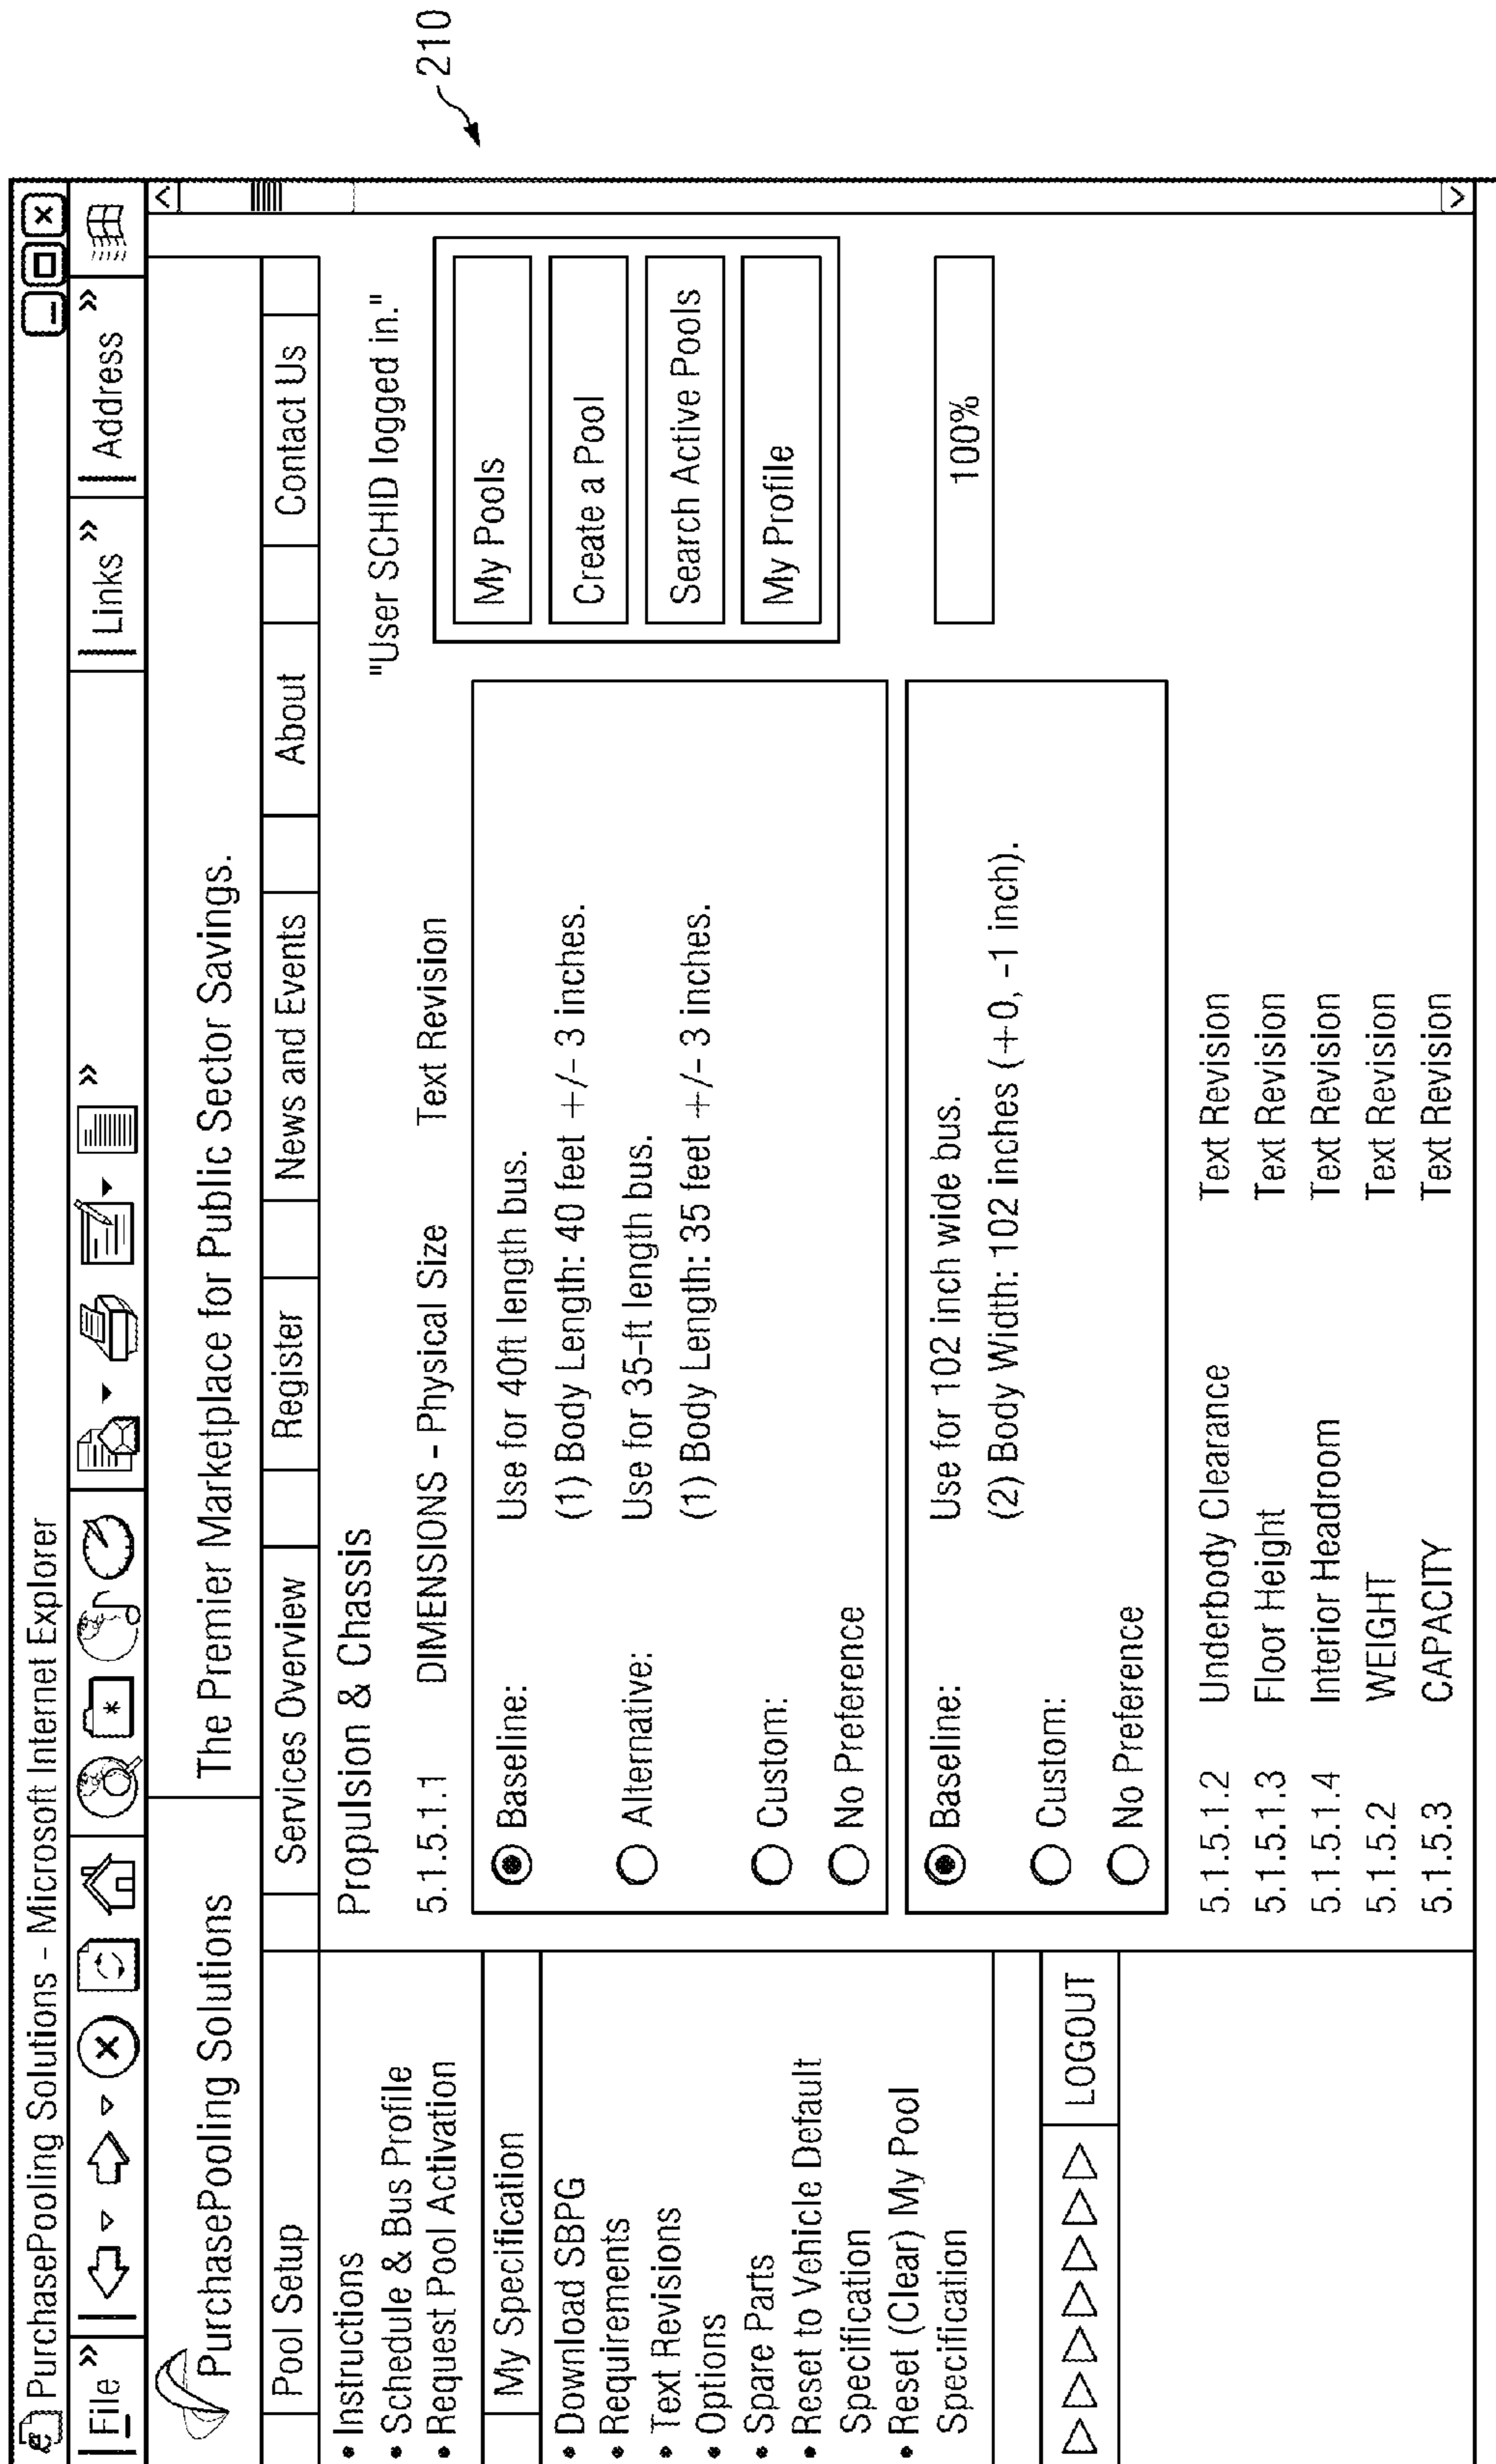 PurchasePooling Solutions - Microsoft Internet Explorer
File »
»
Links »
Address »
PurchasePooling Solutions
The Premier Marketplace for Public Sector Savings.
Pool Setup
Services Overview
Register
News and Events
About
Contact Us
• Instructions
• Schedule & Bus Profile
• Request Pool Activation
My Specification
• Download SBPG
• Requirements
• Text Revisions
• Options
• Spare Parts
• Reset to Vehicle Default
Specification
• Reset (Clear) My Pool
Specification
LOGOUT
Propulsion & Chassis
"User SCHID logged in."
5.1.5.1.1 DIMENSIONS - Physical Size Text Revision
Baseline: Use for 40ft length bus.
(1) Body Length: 40 feet +/- 3 inches.
Alternative: Use for 35-ft length bus.
(1) Body Length: 35 feet +/- 3 inches.
Custom:
No Preference
Baseline: Use for 102 inch wide bus.
(2) Body Width: 102 inches (+0, -1 inch).
Custom:
No Preference
5.1.5.1.2 Underbody Clearance Text Revision
5.1.5.1.3 Floor Height Text Revision
5.1.5.1.4 Interior Headroom Text Revision
5.1.5.2 WEIGHT Text Revision
5.1.5.3 CAPACITY Text Revision
My Pools
Create a Pool
Search Active Pools
My Profile
100%
210